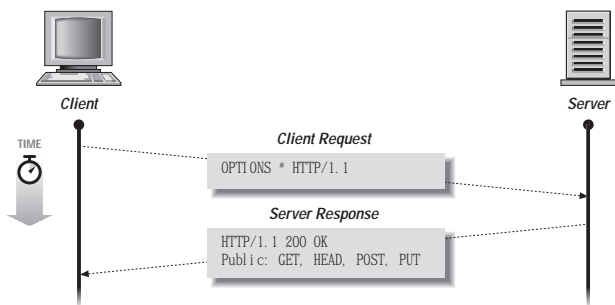 Client
Server
TIME
Client Request
OPTIONS * HTTP/1.1
Server Response
HTTP/1.1 200 OK
Public: GET, HEAD, POST, PUT